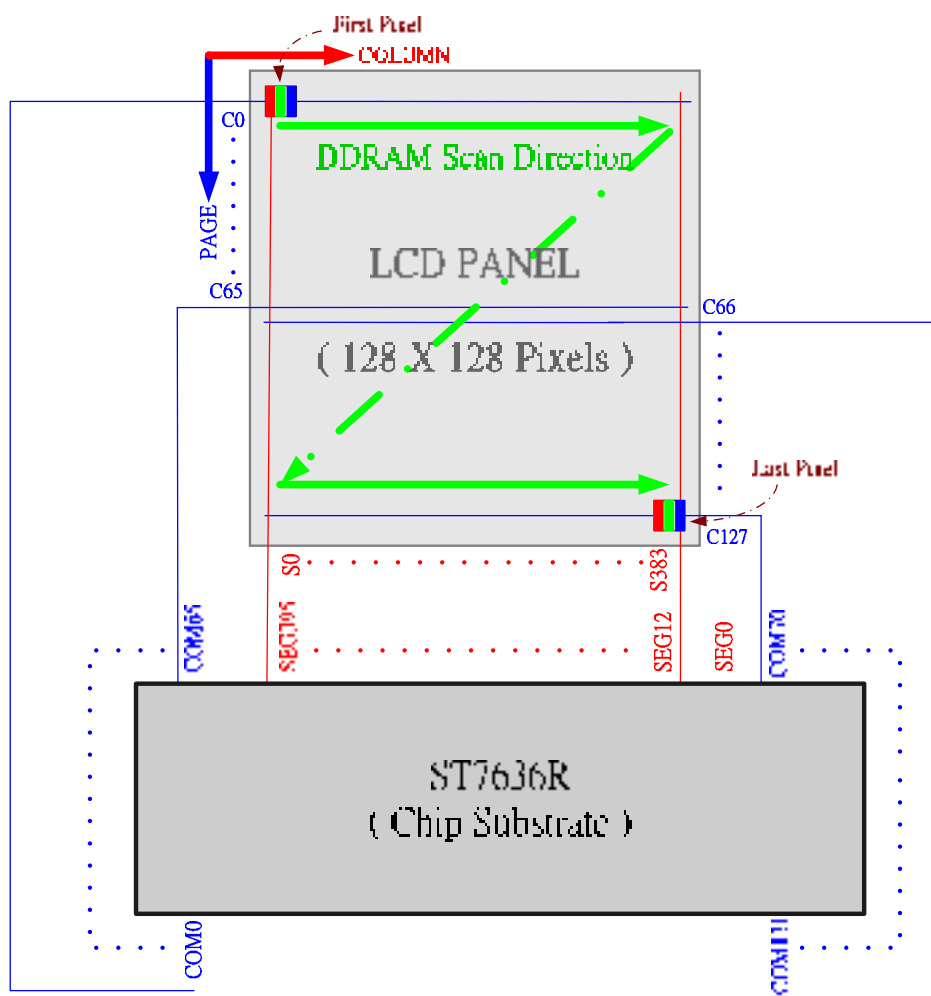 First Pixel
COLUMN
C0
DDRAM Scan Direction
PAGE
LCD PANEL
C65
C66
( 128 X 128 Pixels )
Last Pixel
C127
S0
S383
COM65
SEG395
SEG12
SEG0
COM70
ST7636R
( Chip Substrate )
COM0